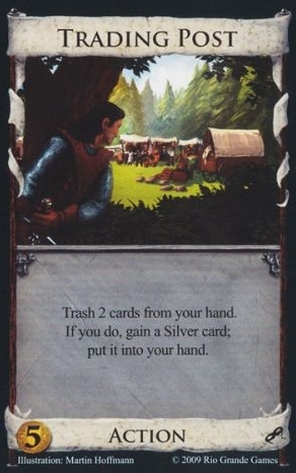 TRADING POST
Trash 2 cards from your hand.
If you do, gain a Silver card;
put it into your hand.
5
ACTION
Illustration: Martin Hoffmann
© 2009 Rio Grande Games